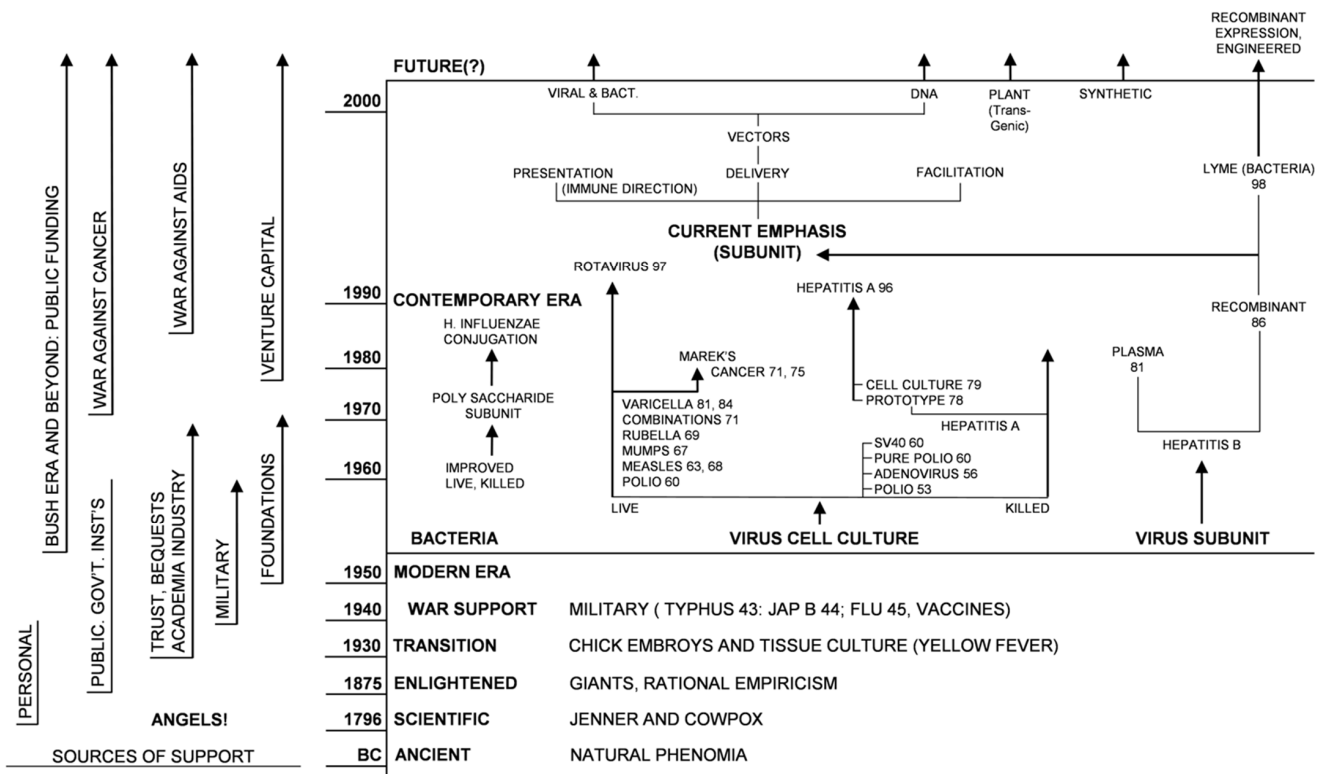 RECOMBINANT
EXPRESSION,
ENGINEERED
FUTURE(?)
2000
VIRAL & BACT.
DNA
PLANT
(Trans-
Genic)
SYNTHETIC
VECTORS
PRESENTATION
(IMMUNE DIRECTION)
DELIVERY
FACILITATION
LYME (BACTERIA)
98
CURRENT EMPHASIS
(SUBUNIT)
ROTAVIRUS 97
HEPATITIS A 96
1990
CONTEMPORARY ERA
H. INFLUENZAE
CONJUGATION
RECOMBINANT
86
1980
MAREK'S
CANCER 71, 75
PLASMA
81
CELL CULTURE 79
PROTOTYPE 78
HEPATITIS A
1970
POLY SACCHARIDE
SUBUNIT
VARICELLA 81, 84
COMBINATIONS 71
RUBELLA 69
MUMPS 67
MEASLES 63, 68
POLIO 60
SV40 60
PURE POLIO 60
ADENOVIRUS 56
POLIO 53
HEPATITIS B
1960
IMPROVED
LIVE, KILLED
LIVE
KILLED
BACTERIA
VIRUS CELL CULTURE
VIRUS SUBUNIT
1950
MODERN ERA
1940
WAR SUPPORT
MILITARY ( TYPHUS 43: JAP B 44; FLU 45, VACCINES)
1930
TRANSITION
CHICK EMBROYS AND TISSUE CULTURE (YELLOW FEVER)
1875
ENLIGHTENED
GIANTS, RATIONAL EMPIRICISM
1796
SCIENTIFIC
JENNER AND COWPOX
BC
ANCIENT
NATURAL PHENOMIA
BUSH ERA AND BEYOND: PUBLIC FUNDING
WAR AGAINST CANCER
WAR AGAINST AIDS
VENTURE CAPITAL
PERSONAL
PUBLIC. GOV'T. INST'S
TRUST, BEQUESTS
ACADEMIA INDUSTRY
MILITARY
FOUNDATIONS
ANGELS!
SOURCES OF SUPPORT